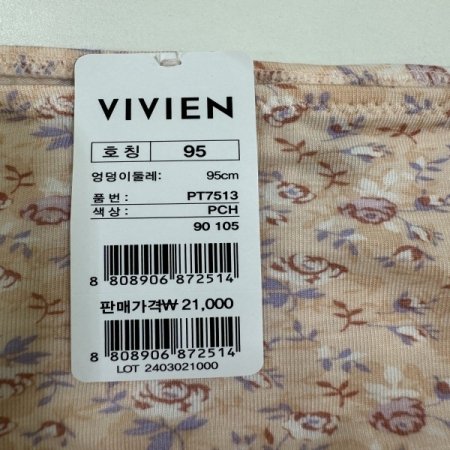 VIVIEN
호칭 95
엉덩이둘레: 95cm
품 번 : PT7513
색 상 : PCH
90 105
8 808906 872514
판매가격₩ 21,000
8 808906 872514
LOT 2403021000